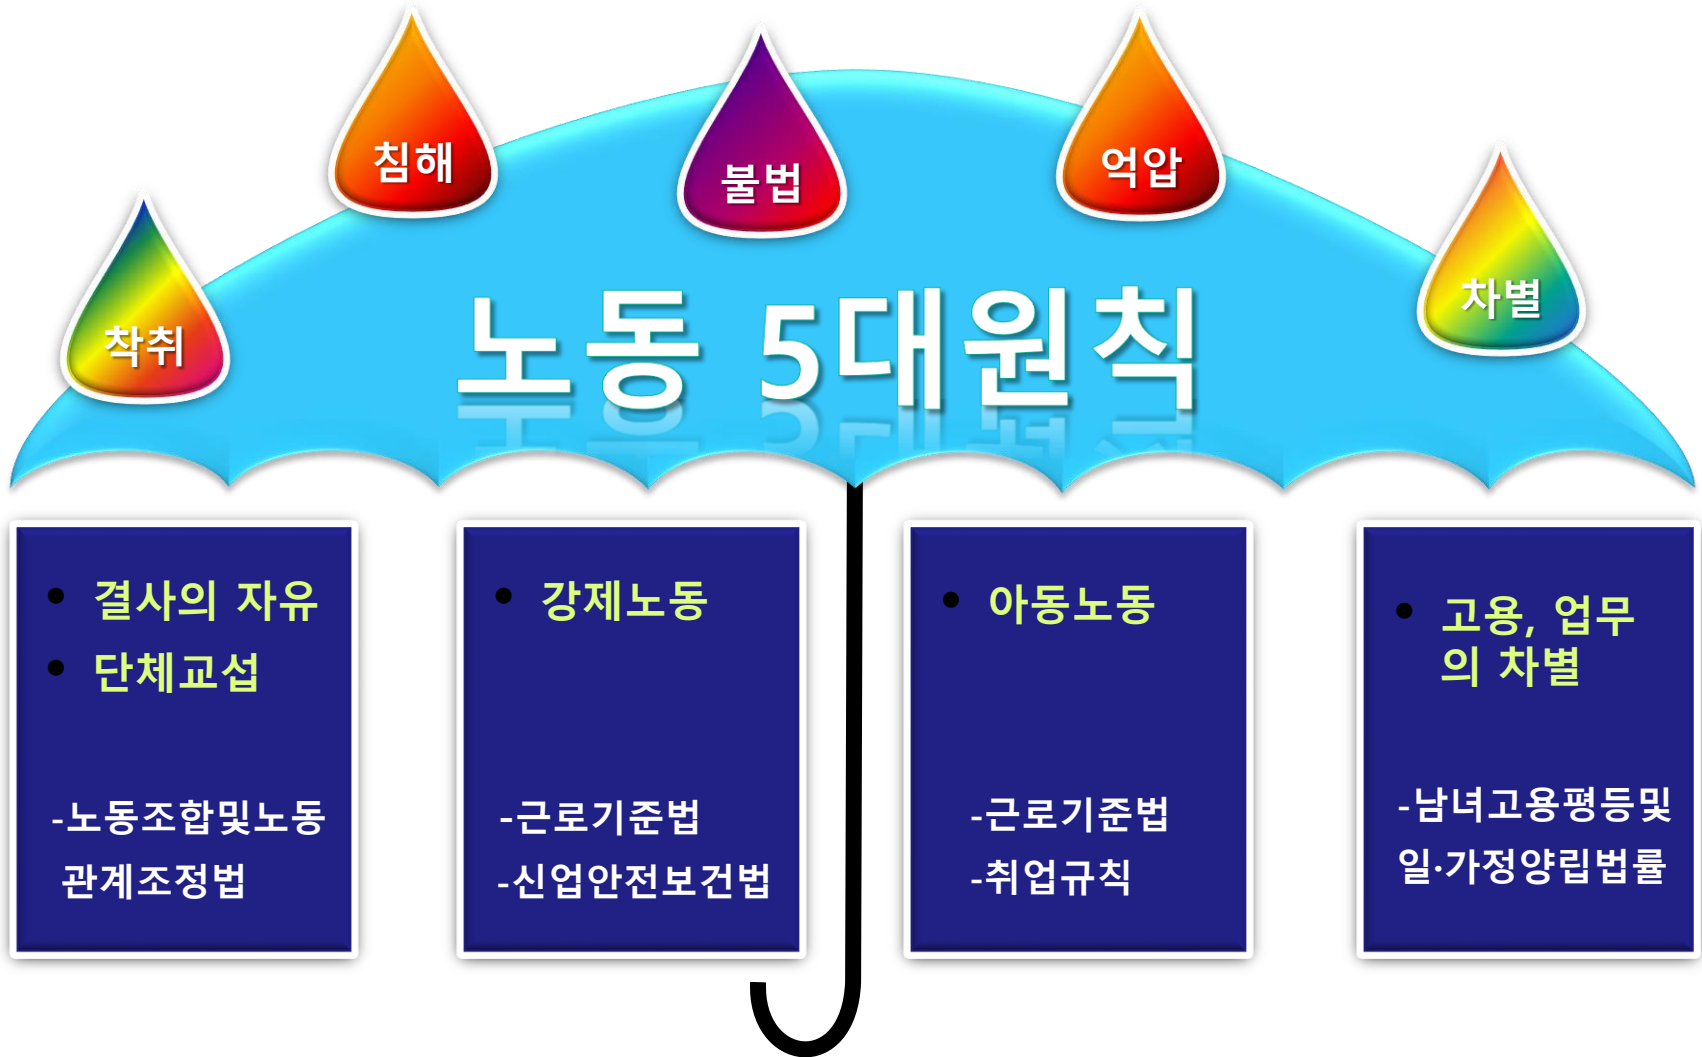 착취
침해
불법
억압
차별
노동 5대원칙
• 결사의 자유
• 단체교섭
-노동조합및노동
관계조정법
• 강제노동
-근로기준법
-신업안전보건법
• 아동노동
-근로기준법
-취업규칙
• 고용, 업무
의 차별
-남녀고용평등및
일·가정양립법률